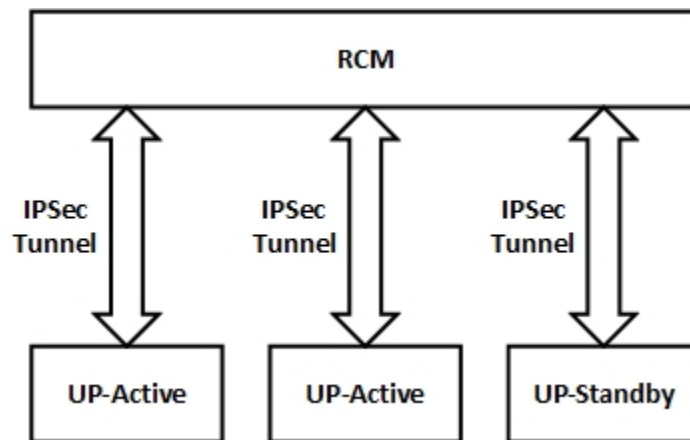 RCM
IPSec
Tunnel
IPSec
Tunnel
IPSec
Tunnel
UP-Active
UP-Active
UP-Standby